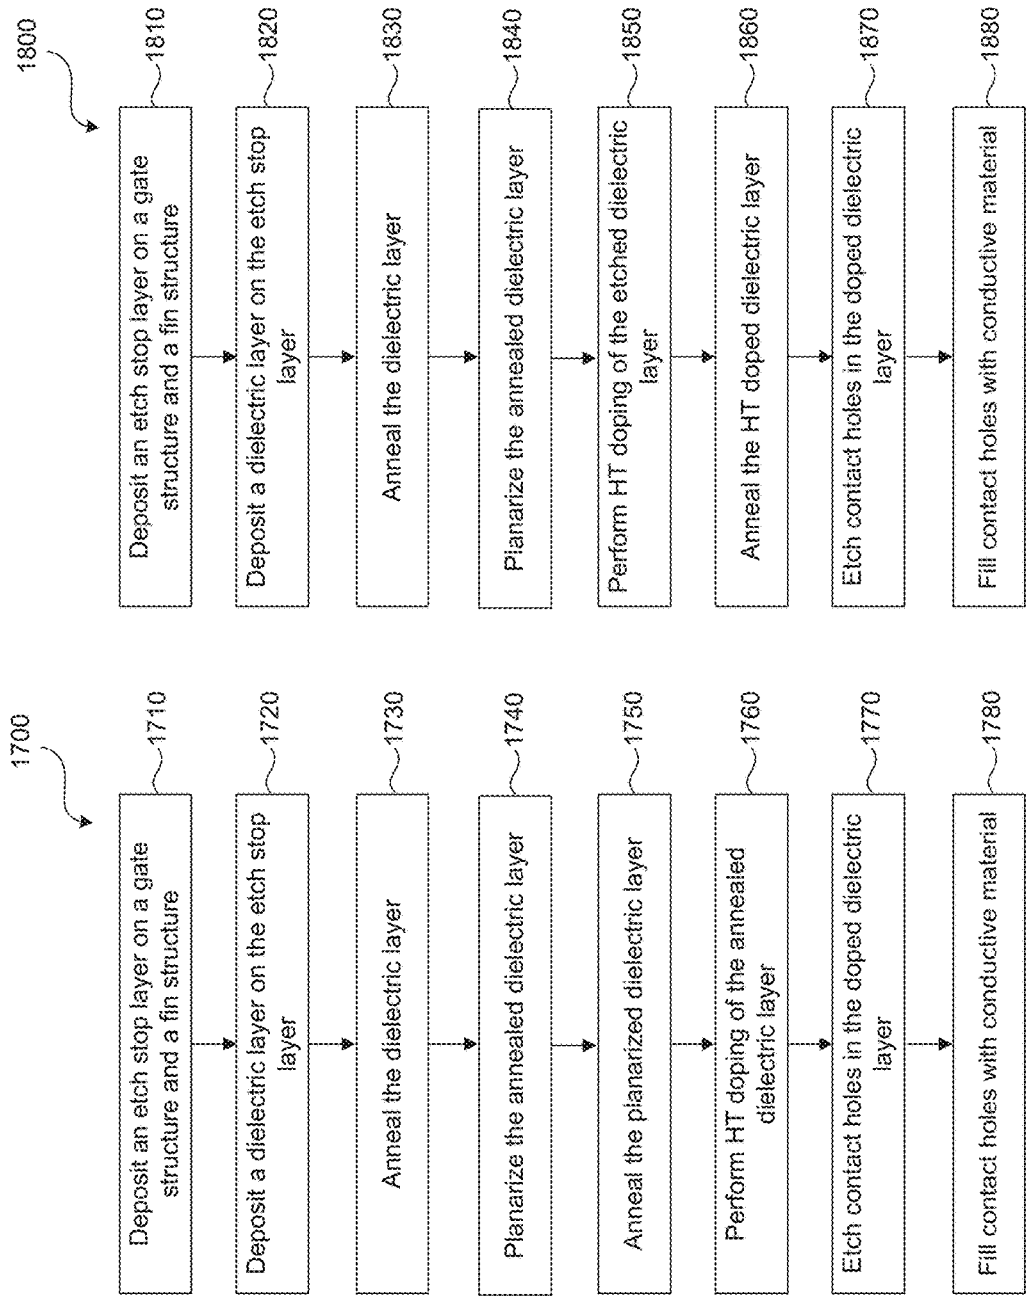 1700
Deposit an etch stop layer on a gate
structure and a fin structure
1710
Deposit a dielectric layer on the etch stop
layer
1720
Anneal the dielectric layer
1730
Planarize the annealed dielectric layer
1740
Anneal the planarized dielectric layer
1750
Perform HT doping of the annealed
dielectric layer
1760
Etch contact holes in the doped dielectric
layer
1770
Fill contact holes with conductive material
1780
1800
Deposit an etch stop layer on a gate
structure and a fin structure
1810
Deposit a dielectric layer on the etch stop
layer
1820
Anneal the dielectric layer
1830
Planarize the annealed dielectric layer
1840
Perform HT doping of the etched dielectric
layer
1850
Anneal the HT doped dielectric layer
1860
Etch contact holes in the doped dielectric
layer
1870
Fill contact holes with conductive material
1880